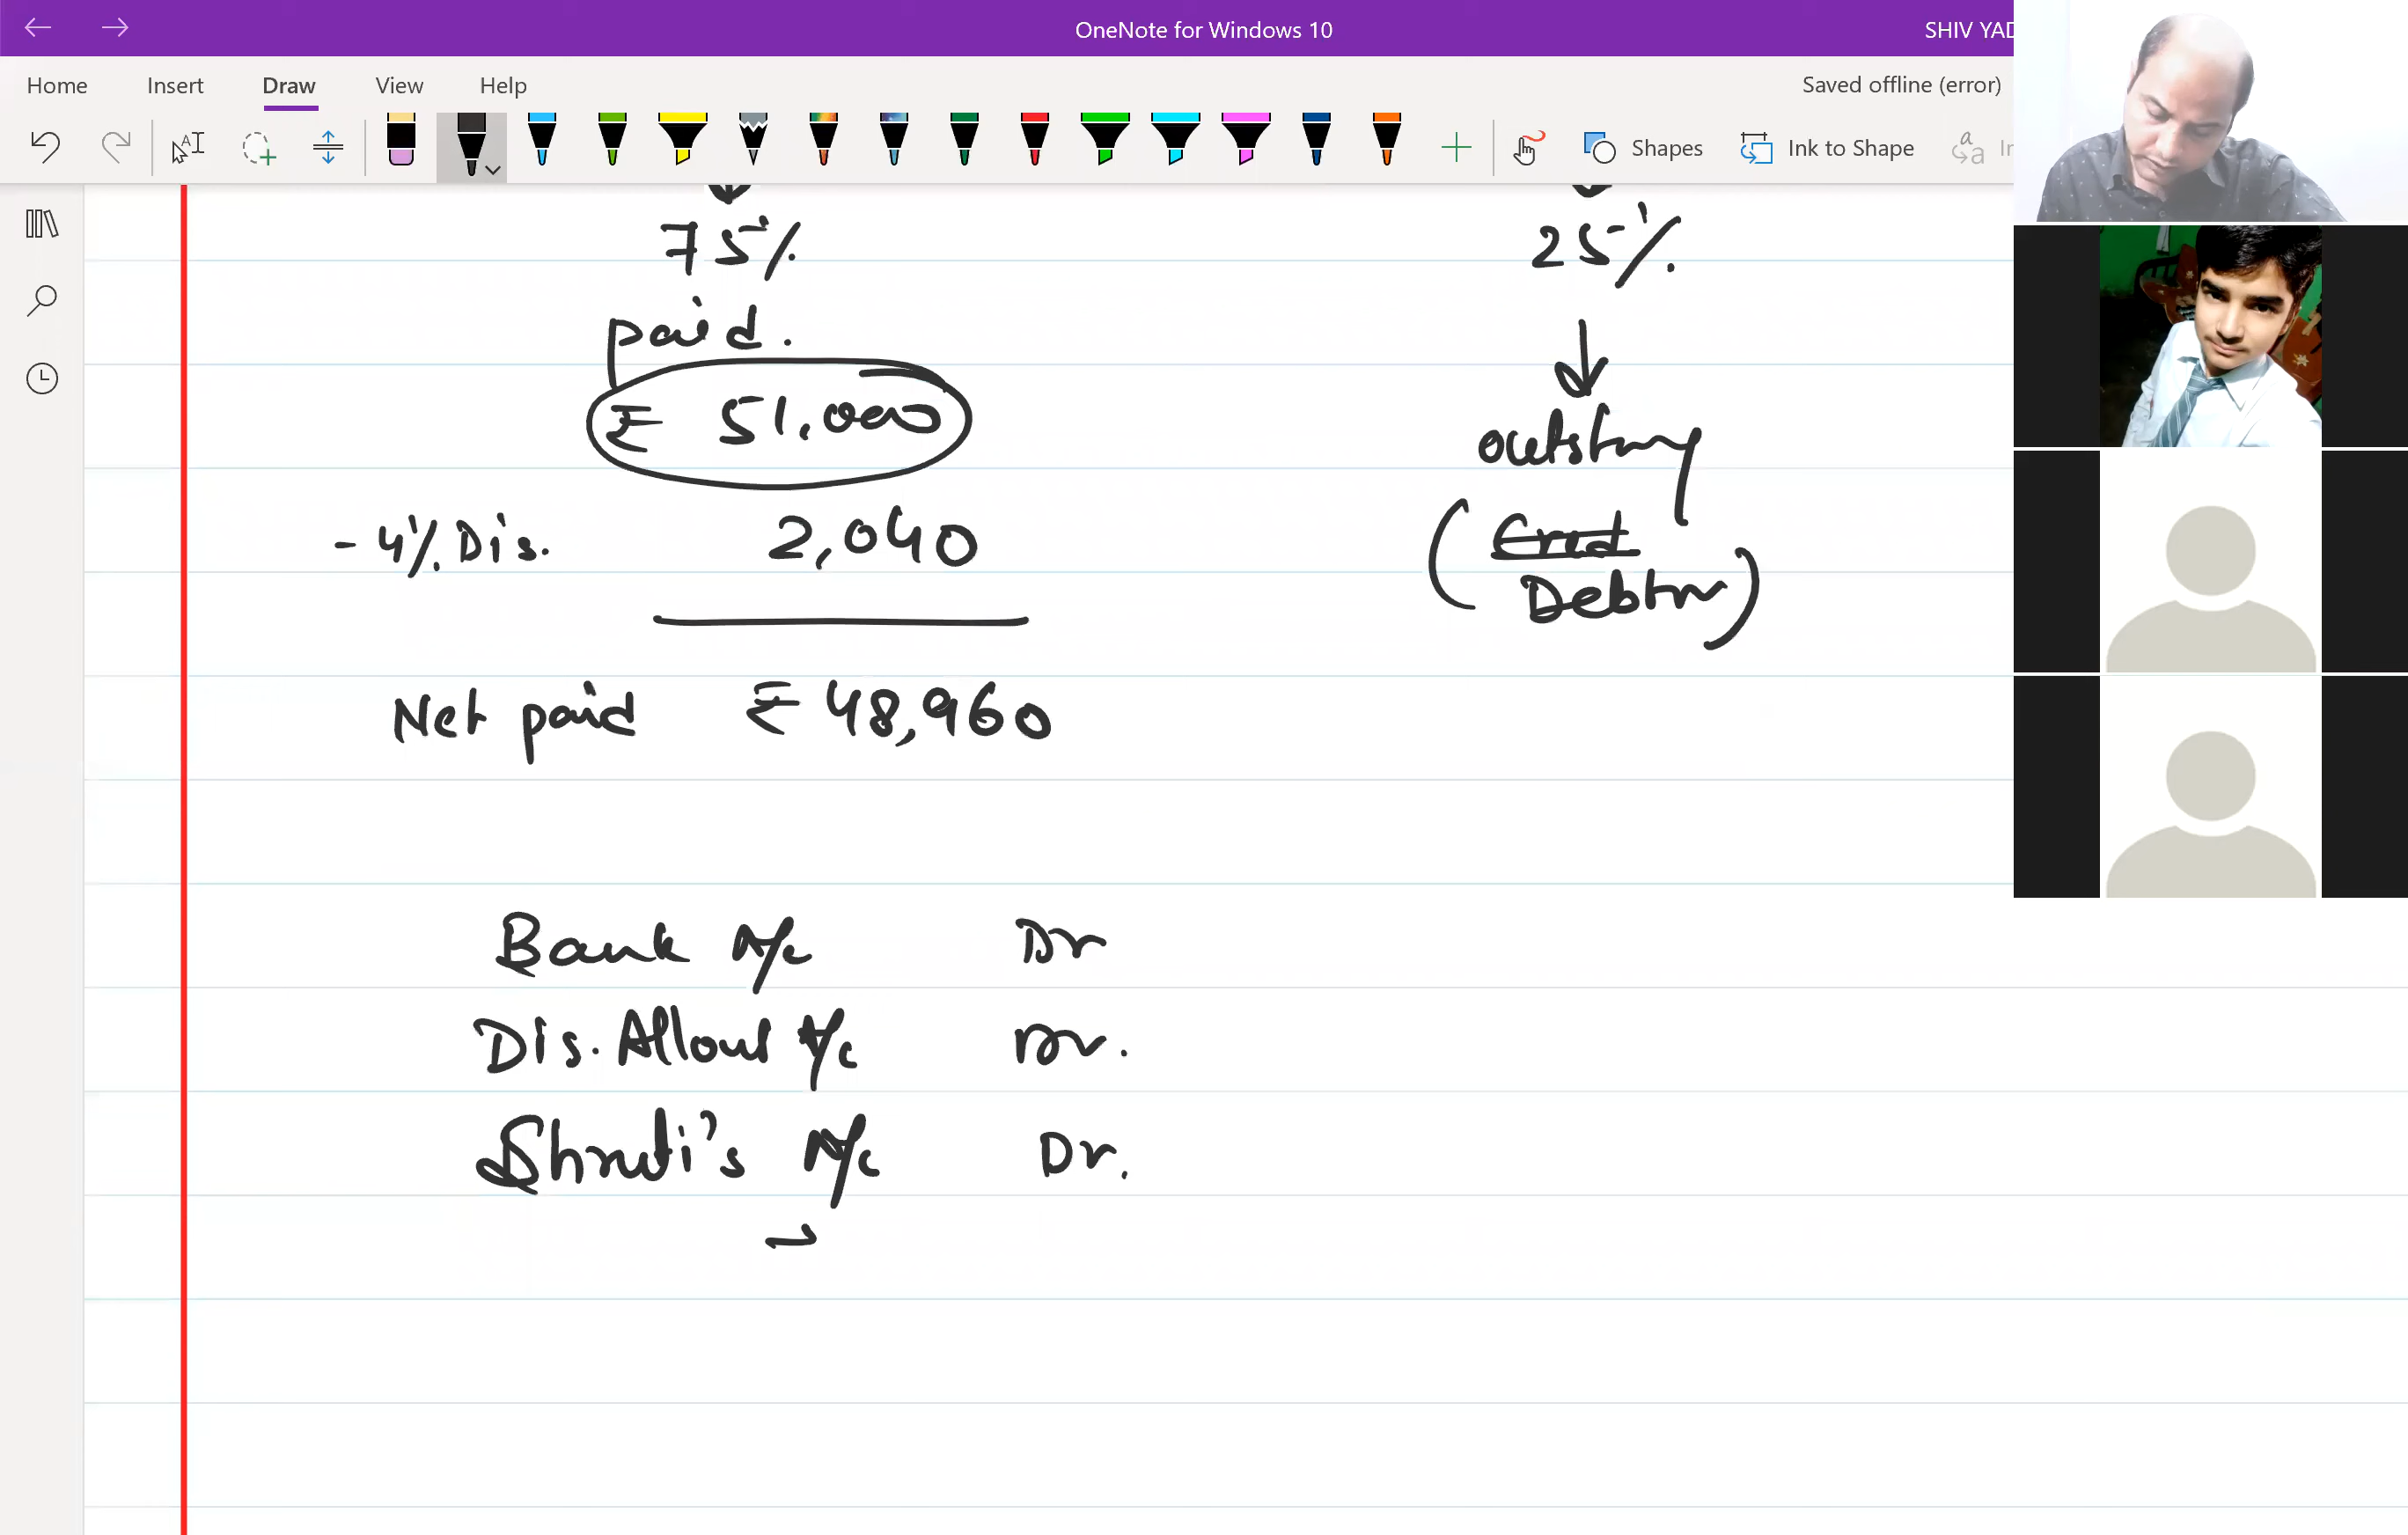 OneNote for Windows 10
SHIV YAD
Home Insert Draw View Help
Saved offline (error)
Shapes Ink to Shape
75%
25%
paid.
₹ 51,000
- 4% Dis. 2,040
(Debtor)
Net paid ₹ 48,960
Bank A/c Dr
Dis. Allowed A/c Dr.
Shruti's A/c Dr.